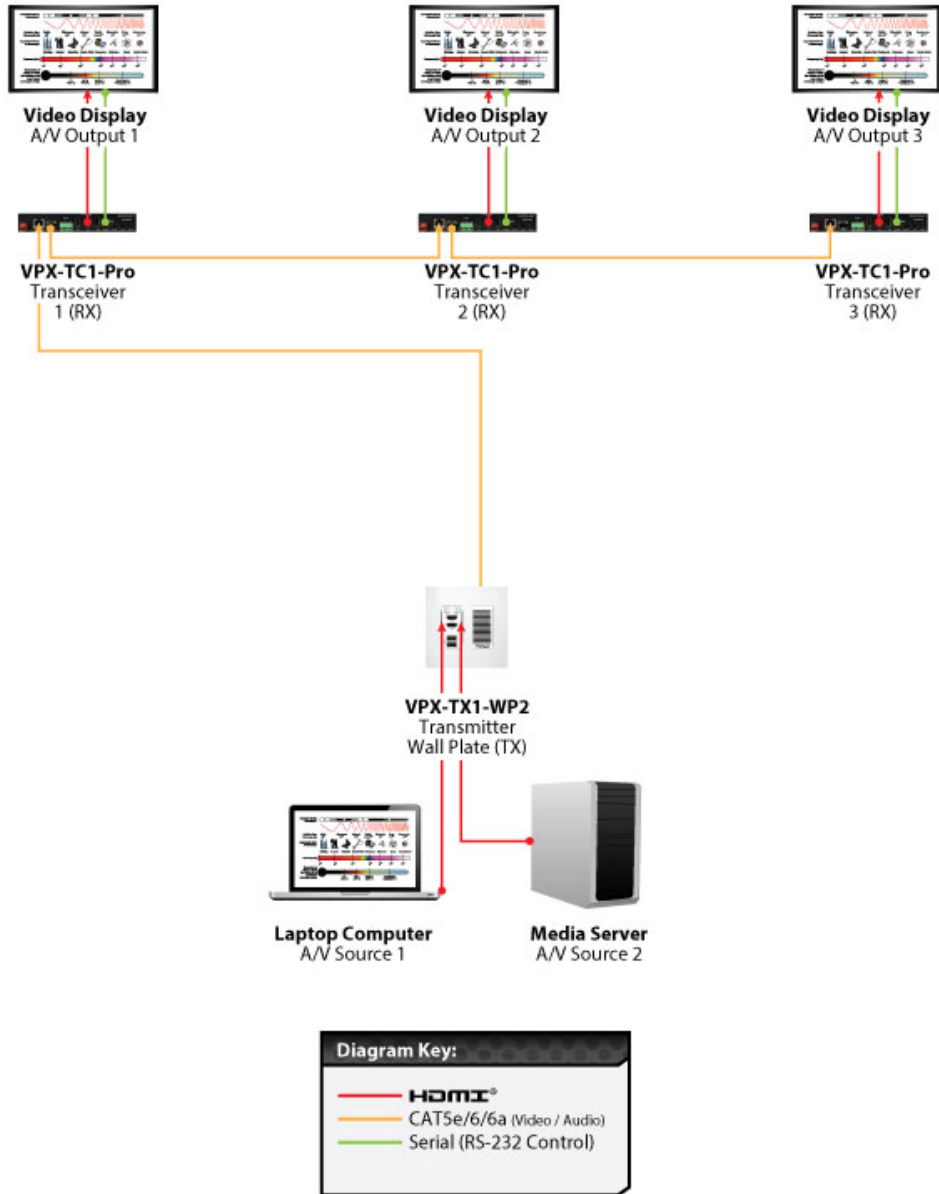 Video Display
A/V Output 1
Video Display
A/V Output 2
Video Display
A/V Output 3
VPX-TC1-Pro
Transceiver
1 (RX)
VPX-TC1-Pro
Transceiver
2 (RX)
VPX-TC1-Pro
Transceiver
3 (RX)
VPX-TX1-WP2
Transmitter
Wall Plate (TX)
Laptop Computer
A/V Source 1
Media Server
A/V Source 2
Diagram Key:
HDMI®
CAT5e/6/6a (Video / Audio)
Serial (RS-232 Control)